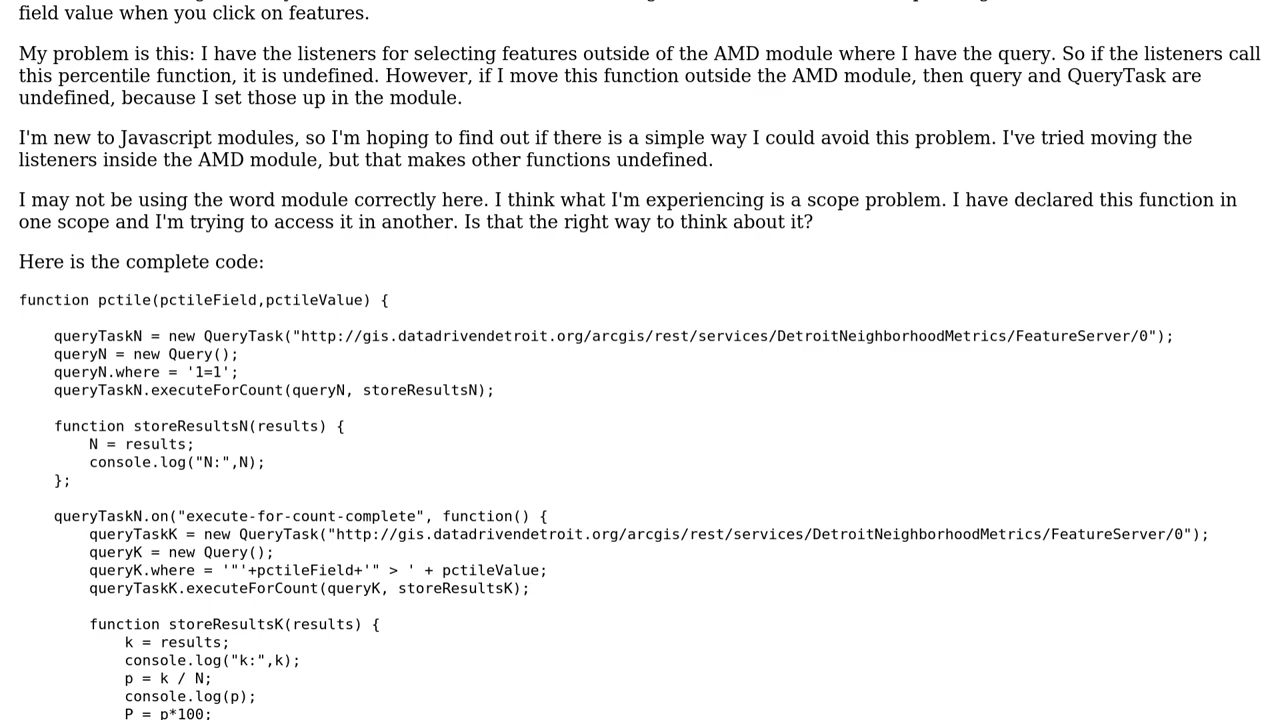 field value when you click on features.
My problem is this: I have the listeners for selecting features outside of the AMD module where I have the query. So if the listeners call
this percentile function, it is undefined. However, if I move this function outside the AMD module, then query and QueryTask are
undefined, because I set those up in the module.
I'm new to Javascript modules, so I'm hoping to find out if there is a simple way I could avoid this problem. I've tried moving the
listeners inside the AMD module, but that makes other functions undefined.
I may not be using the word module correctly here. I think what I'm experiencing is a scope problem. I have declared this function in
one scope and I'm trying to access it in another. Is that the right way to think about it?
Here is the complete code:
function pctile(pctileField,pctileValue) {
    queryTaskN = new QueryTask("http://gis.datadrivendetroit.org/arcgis/rest/services/DetroitNeighborhoodMetrics/FeatureServer/0");
    queryN = new Query();
    queryN.where = '1=1';
    queryTaskN.executeForCount(queryN, storeResultsN);
    function storeResultsN(results) {
        N = results;
        console.log("N:",N);
    };
    queryTaskN.on("execute-for-count-complete", function() {
        queryTaskK = new QueryTask("http://gis.datadrivendetroit.org/arcgis/rest/services/DetroitNeighborhoodMetrics/FeatureServer/0");
        queryK = new Query();
        queryK.where = '"'+pctileField+'" > ' + pctileValue;
        queryTaskK.executeForCount(queryK, storeResultsK);
        function storeResultsK(results) {
            k = results;
            console.log("k:",k);
            p = k / N;
            console.log(p);
            P = p*100;